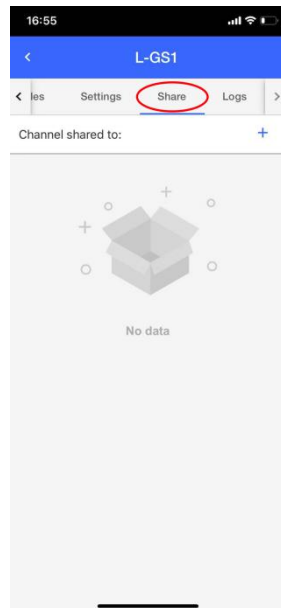 16:55
L-GS1
les Settings Share Logs
Channel shared to:
No data